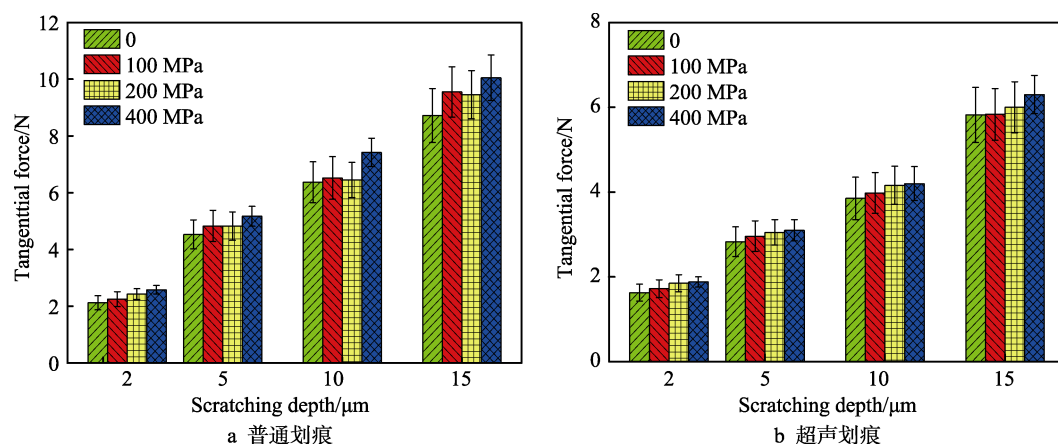 12
10
8
6
4
2
0
Tangenttial force/N
0
100 MPa
200 MPa
400 MPa
2
5
10
15
Scratching depth/μm
a 普通划痕
8
6
4
2
0
Tangential force/N
0
100 MPa
200 MPa
400 MPa
2
5
10
15
Scratching depth/μm
b 超声划痕